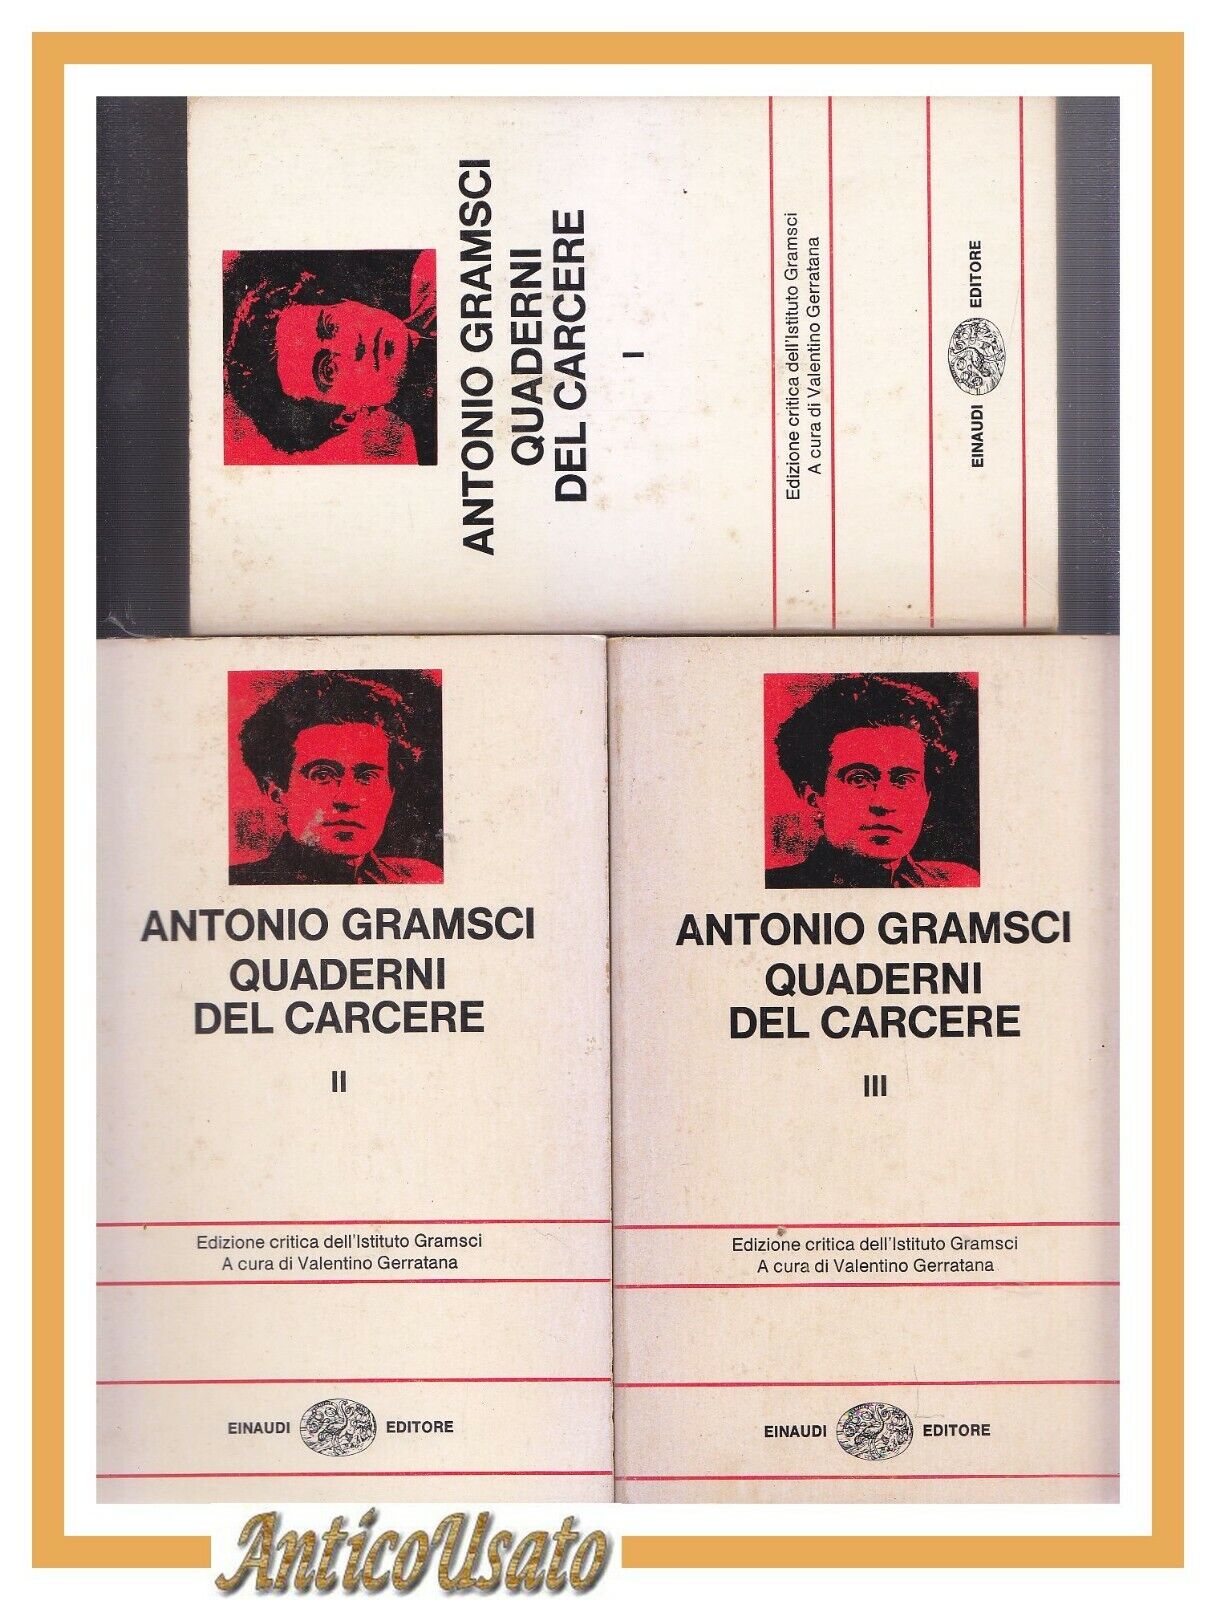 ANTONIO GRAMSCI
QUADERNI
DEL CARCERE
I
Edizione critica dell'Istituto Gramsci
A cura di Valentino Gerratana
EINAUDI EDITORE
ANTONIO GRAMSCI
QUADERNI
DEL CARCERE
II
Edizione critica dell'Istituto Gramsci
A cura di Valentino Gerratana
EINAUDI EDITORE
ANTONIO GRAMSCI
QUADERNI
DEL CARCERE
III
Edizione critica dell'Istituto Gramsci
A cura di Valentino Gerratana
EINAUDI EDITORE
AnticoUsato